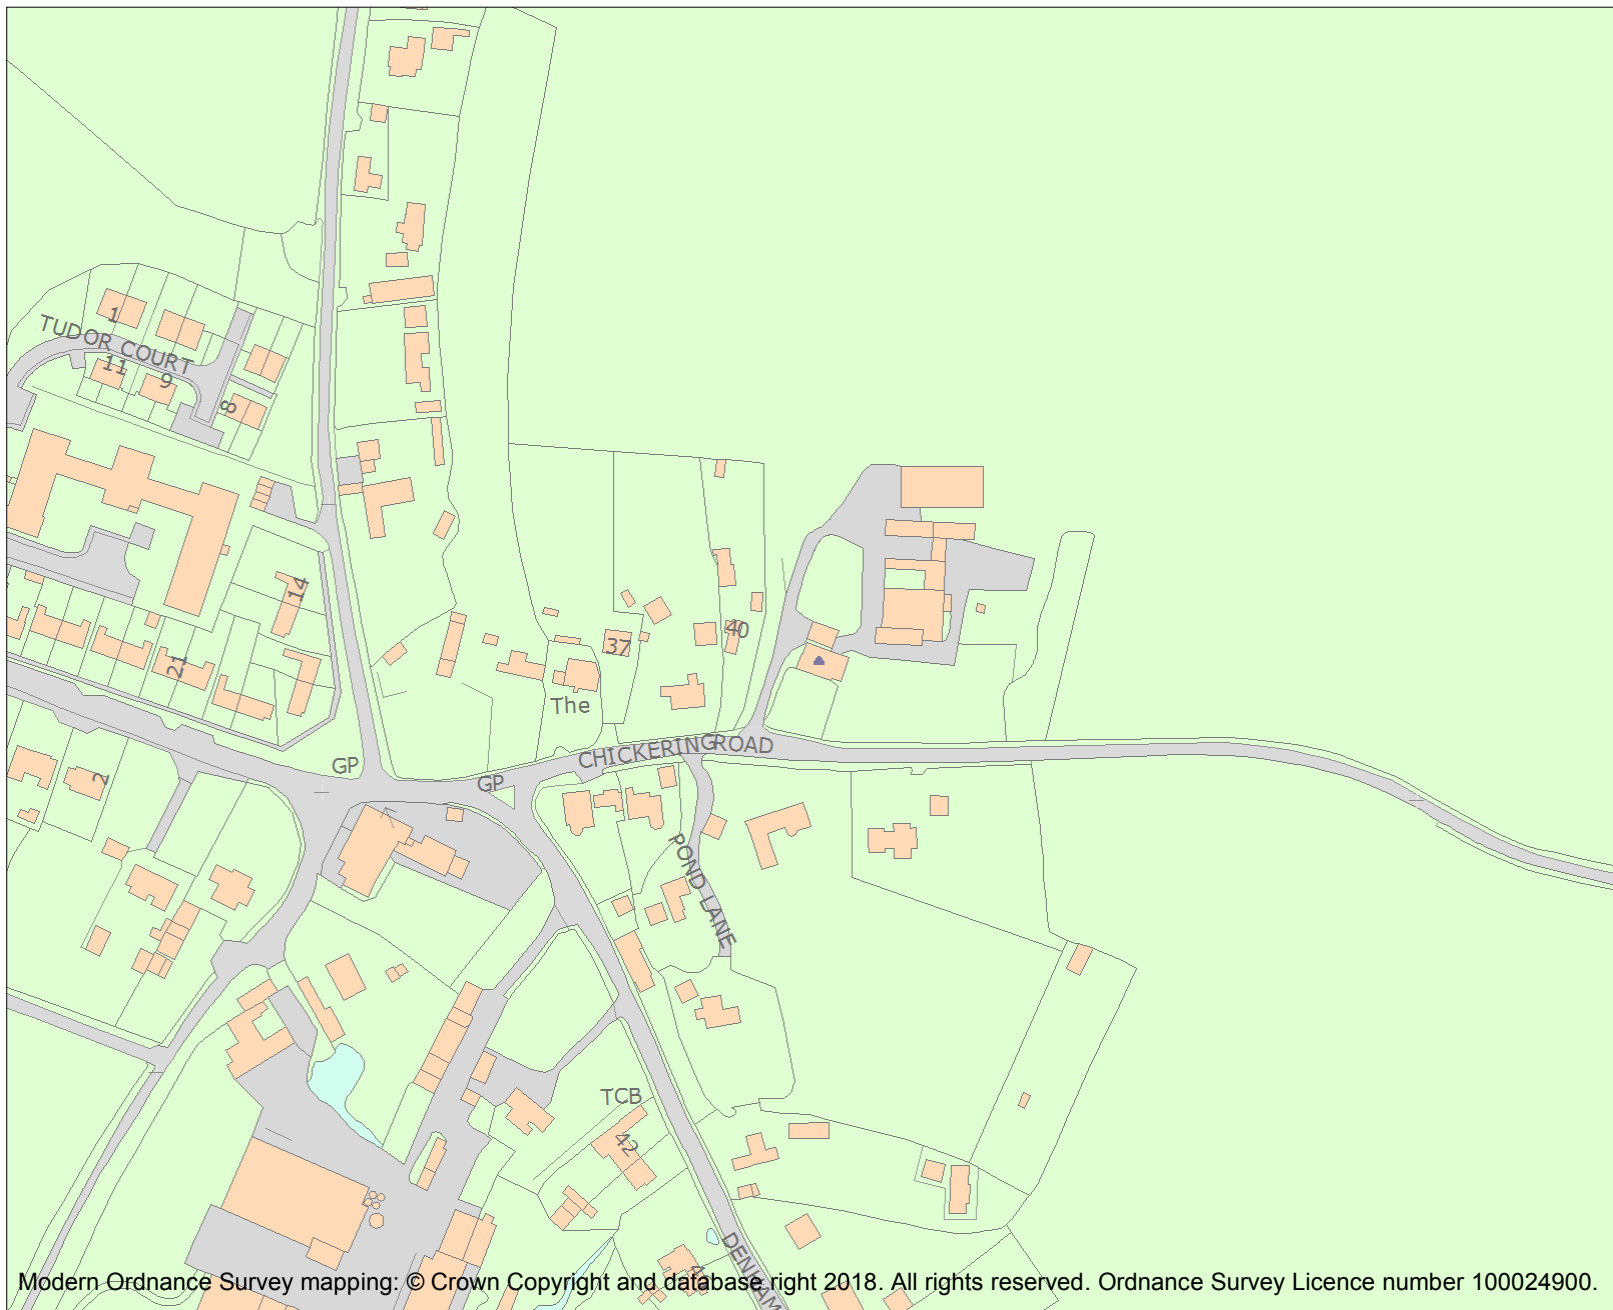 TUDOR COURT
1
11
9
8
14
21
37
40
The
CHICKERING ROAD
GP
GP
2
POND LANE
TCB
42
DENHAM
Modern Ordnance Survey mapping: © Crown Copyright and database right 2018. All rights reserved. Ordnance Survey Licence number 100024900.